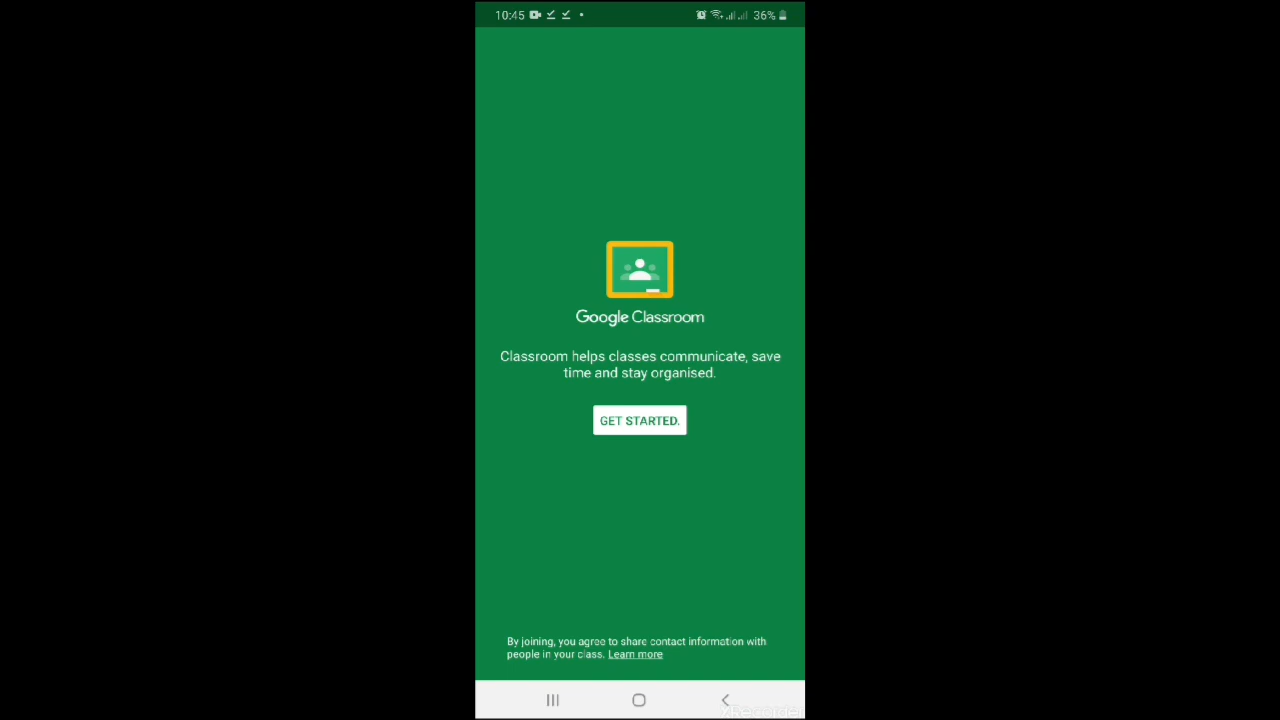 10:45
36%
Google Classroom
Classroom helps classes communicate, save
time and stay organised.
GET STARTED.
By joining, you agree to share contact information with
people in your class. Learn more
XRecorder